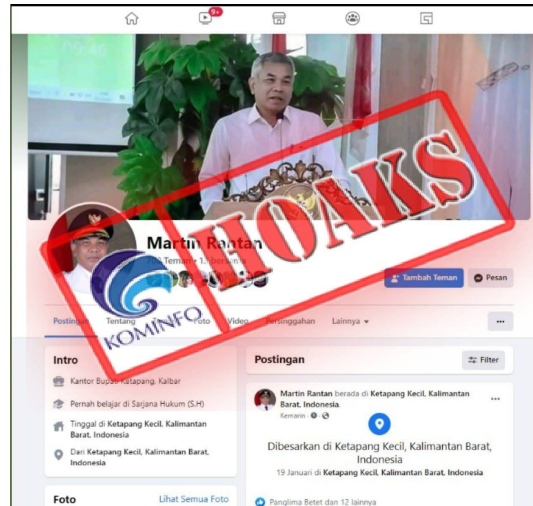 9+
HOAKS
KOMINFO
Martin Rantan
Teman
Tambah Teman
Pesan
Postingan
Tentang
Foto
Video
Persinggahan
Lainnya
Intro
Kantor Bupati Ketapang, Kalbar
Pernah belajar di Sarjana Hukum (S.H)
Tinggal di Ketapang Kecil, Kalimantan
Barat, Indonesia
Dari Ketapang Kecil, Kalimantan Barat,
Indonesia
Foto
Lihat Semua Foto
Postingan
Filter
Martin Rantan berada di Ketapang Kecil, Kalimantan
Barat, Indonesia.
Kemarin
Dibesarkan di Ketapang Kecil, Kalimantan Barat,
Indonesia
19 Januari di Ketapang Kecil, Kalimantan Barat, Indonesia
Panglima Betet dan 12 lainnya